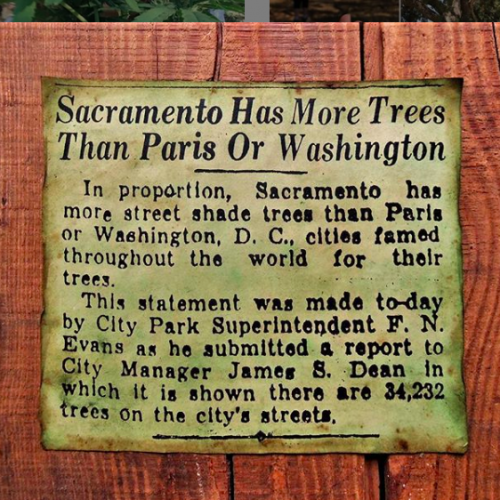 Sacramento Has More Trees
Than Paris Or Washington
In proportion, Sacramento has
more street shade trees than Paris
or Washington, D. C., cities famed
throughout the world for their
trees.
This statement was made to-day
by City Park Superintendent F. N.
Evans as he submitted a report to
City Manager James S. Dean in
which it is shown there are 34,232
trees on the city's streets.